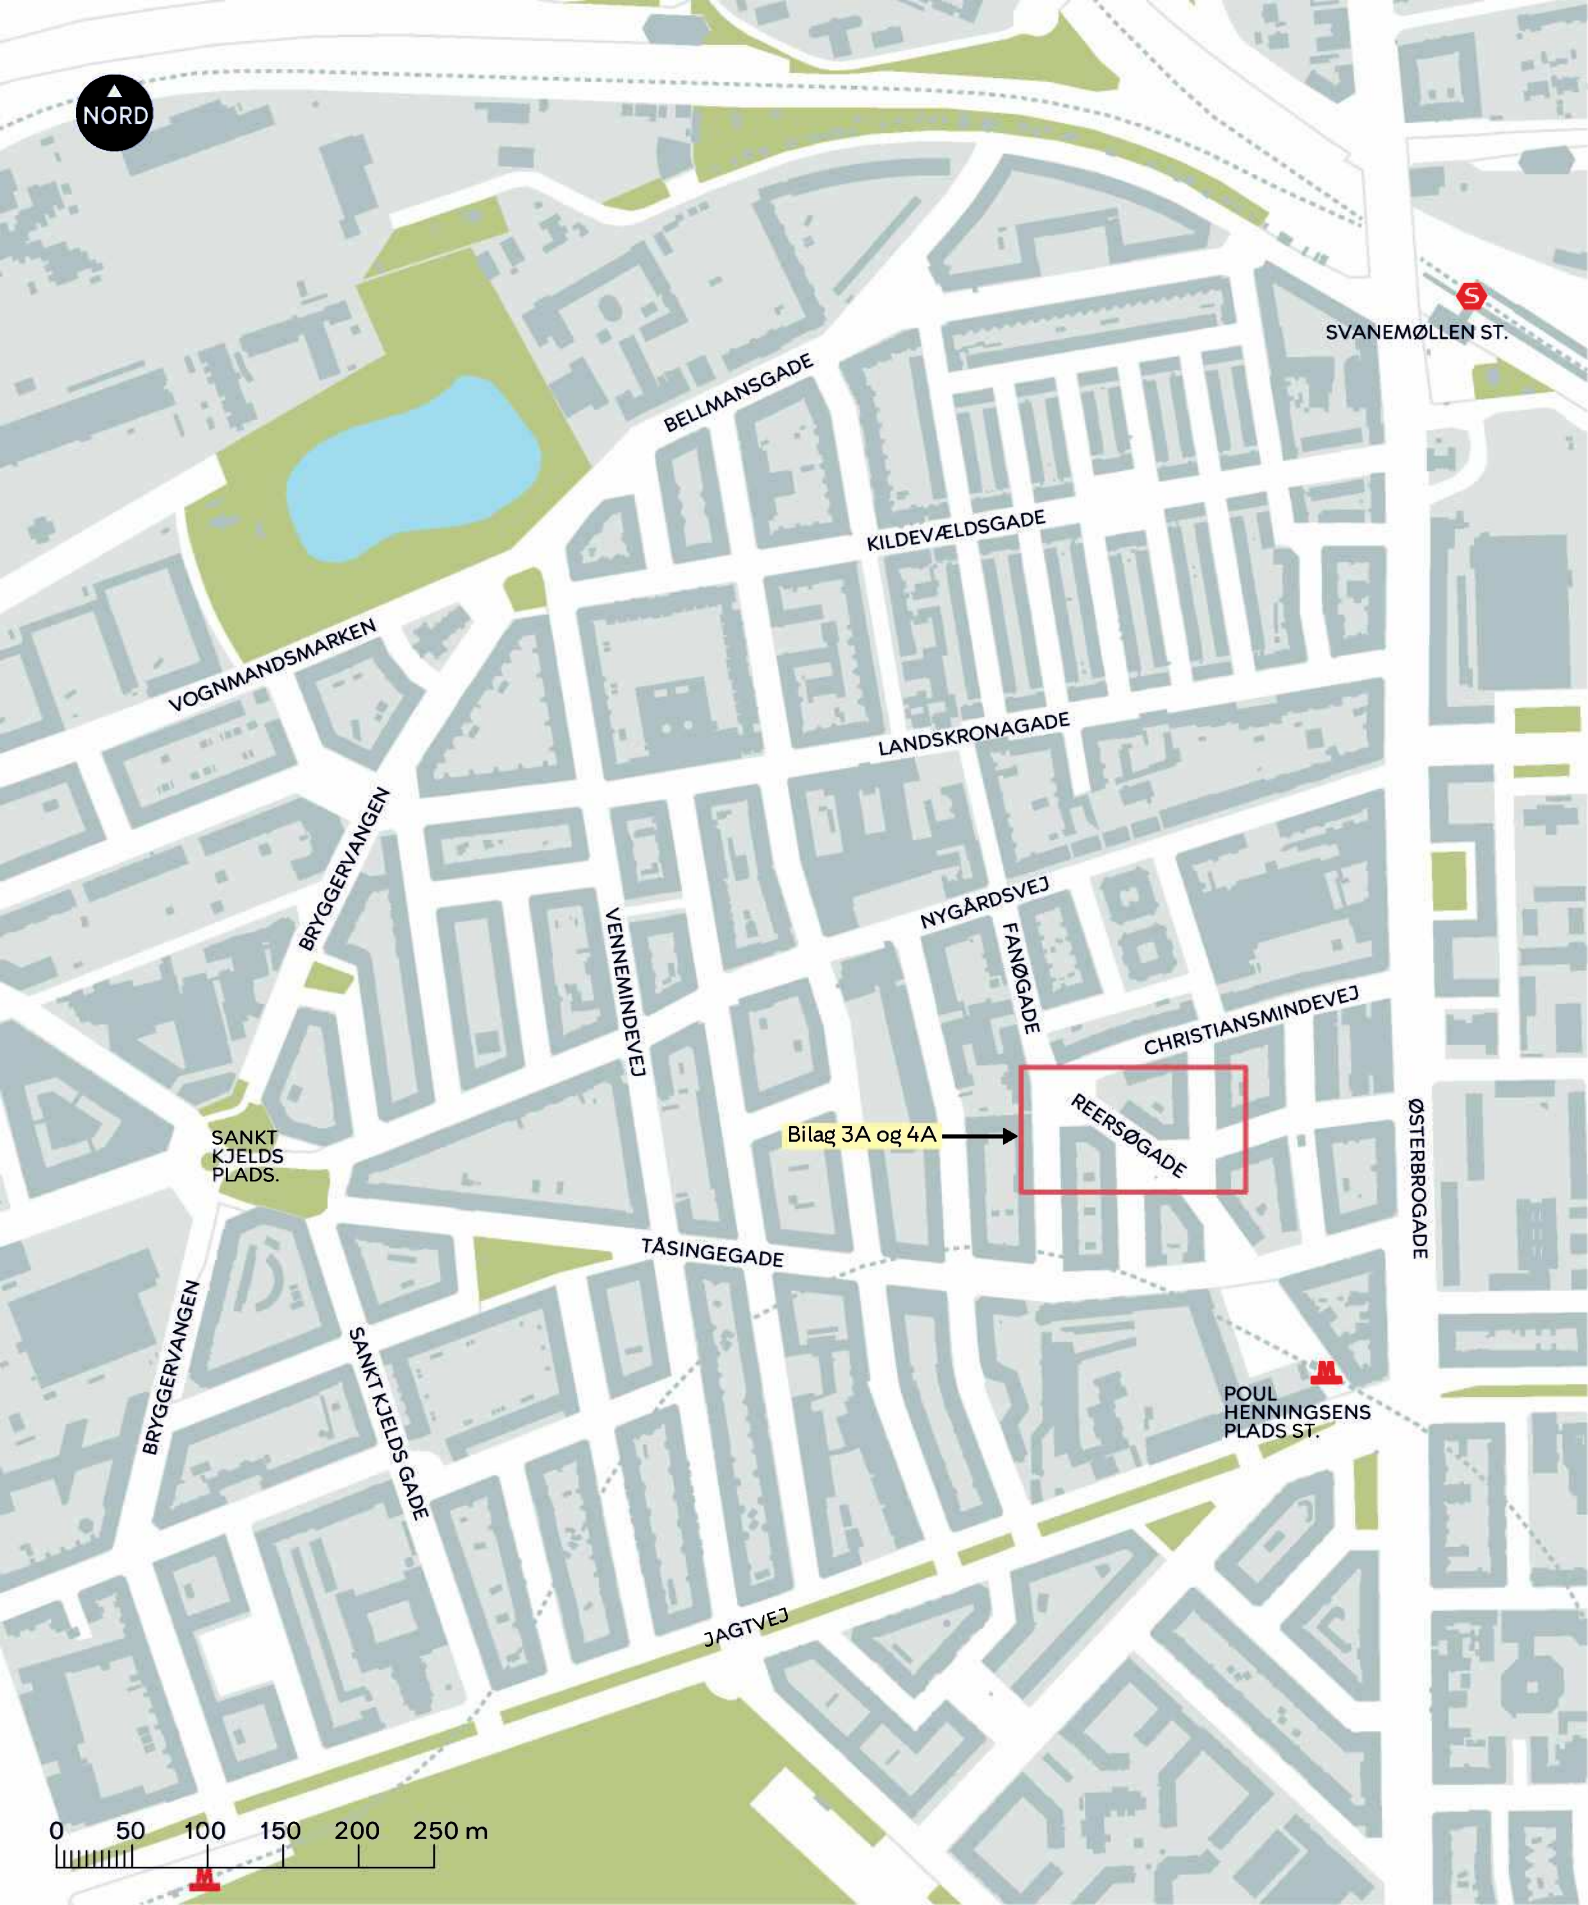 NORD
S
SVANEMØLLEN ST.
BELLMANSGADE
KILDEVÆLDSGADE
VOGNMANDSMARKEN
LANDSKRONAGADE
BRYGGERVANGEN
NYGÅRDSVEJ
VENNEMINDEVEJ
FANØGADE
CHRISTIANSMINDEVEJ
REERSØGADE
Bilag 3A og 4A
ØSTERBROGADE
SANKT
KJELDS
PLADS.
TÅSINGEGADE
BRYGGERVANGEN
SANKT KJELDS GADE
M
POUL
HENNINGSENS
PLADS ST.
JAGTVEJ
0 50 100 150 200 250 m
M